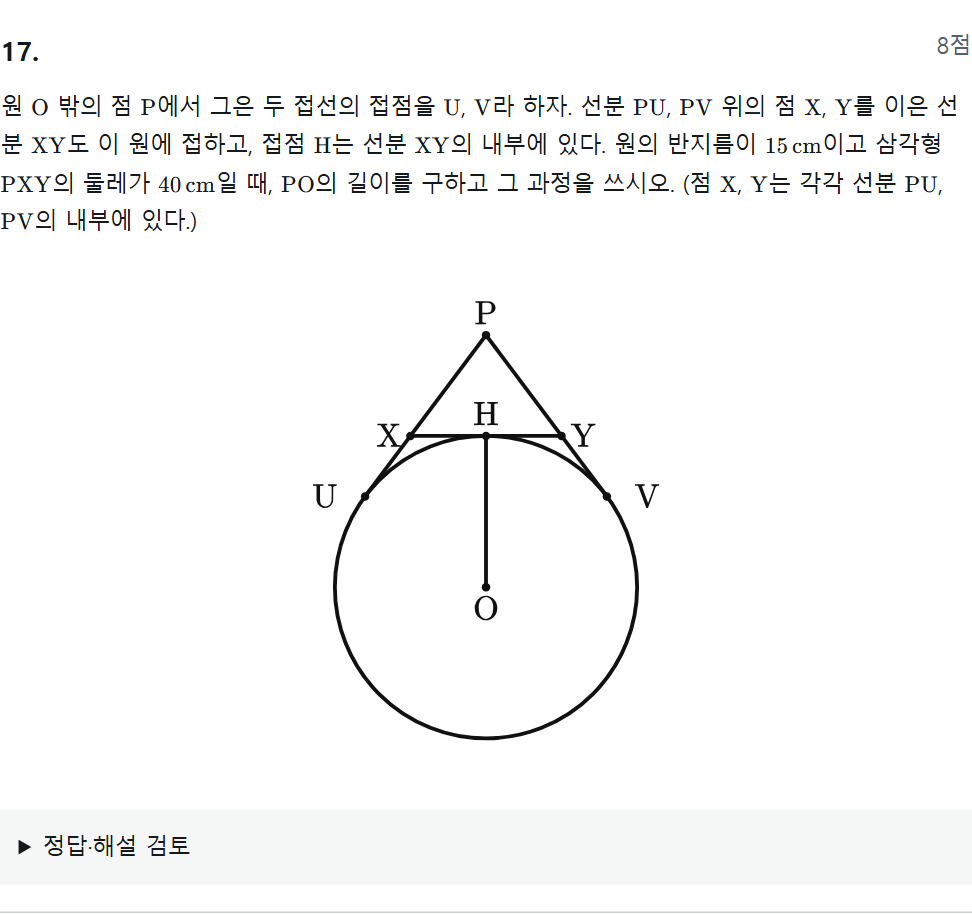 17.
8점
원 O 밖의 점 P에서 그은 두 접선의 접점을 U, V라 하자. 선분 PU, PV 위의 점 X, Y를 이은 선
분 XY도 이 원에 접하고, 접점 H는 선분 XY의 내부에 있다. 원의 반지름이 15 cm이고 삼각형
PXY의 둘레가 40 cm일 때, PO의 길이를 구하고 그 과정을 쓰시오. (점 X, Y는 각각 선분 PU,
PV의 내부에 있다.)
P
H
X
Y
U
V
O
▶ 정답·해설 검토